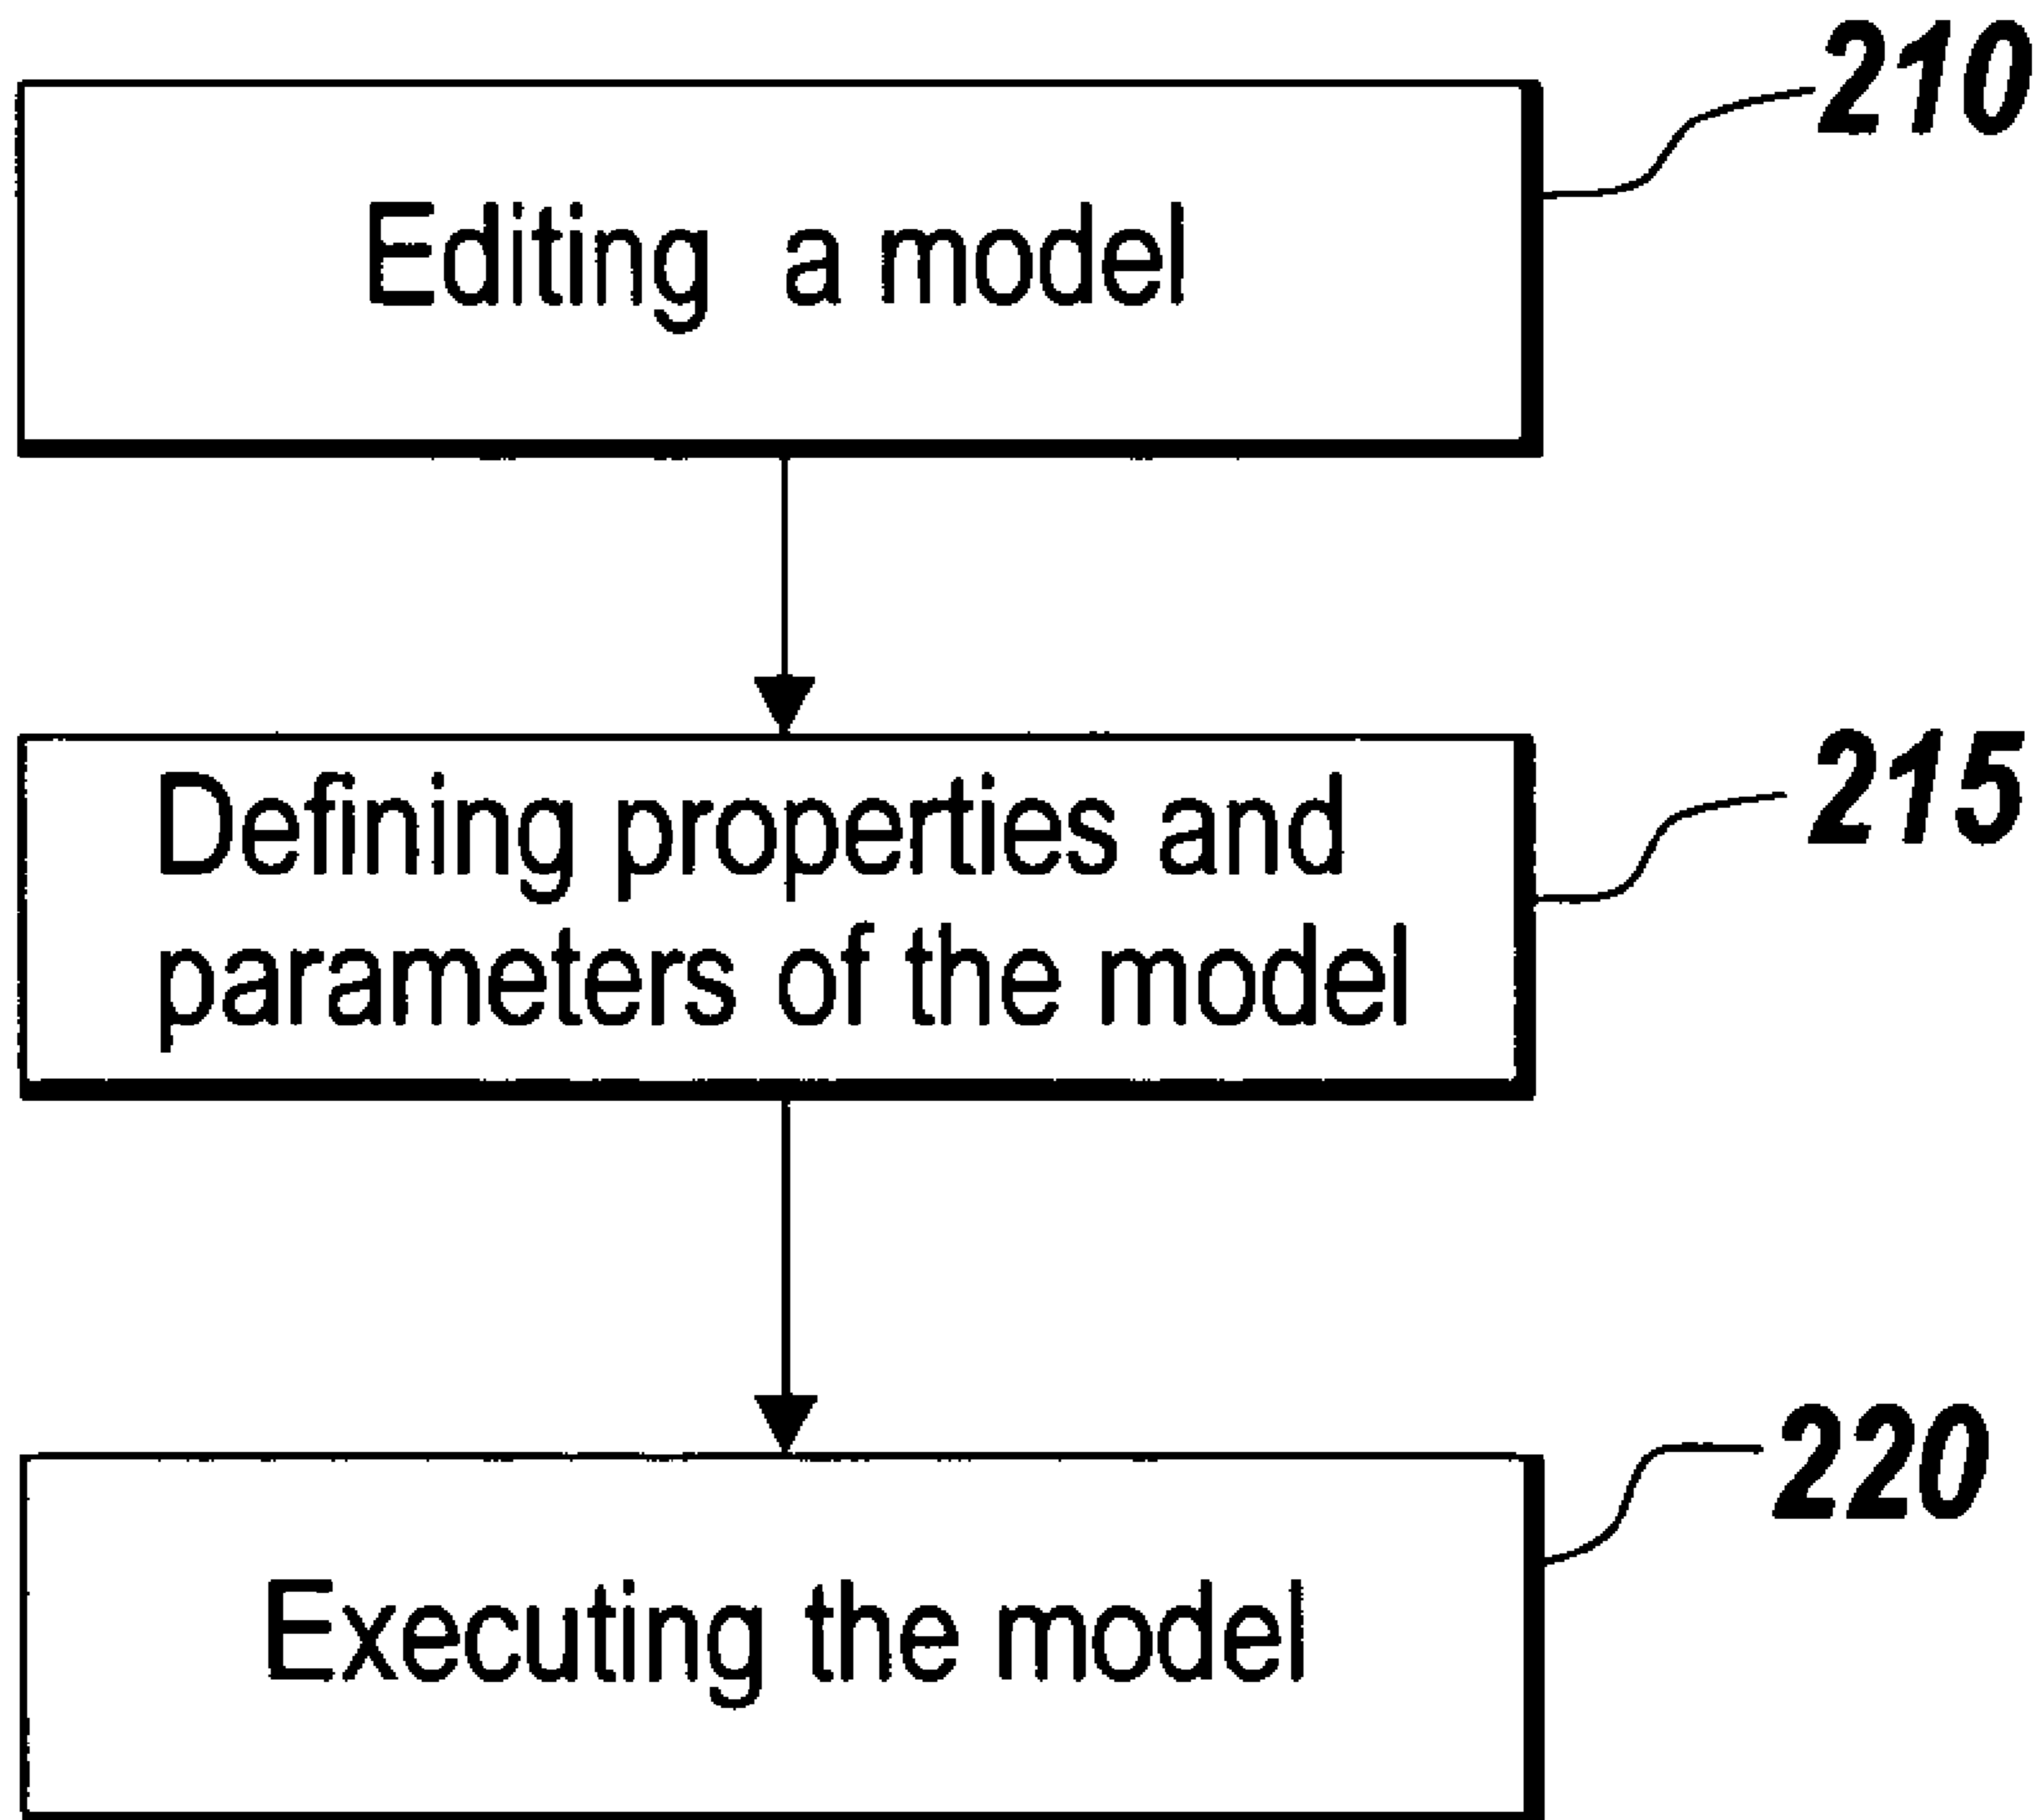 210
Editing a model
215
Defining properties and
parameters of the model
220
Executing the model